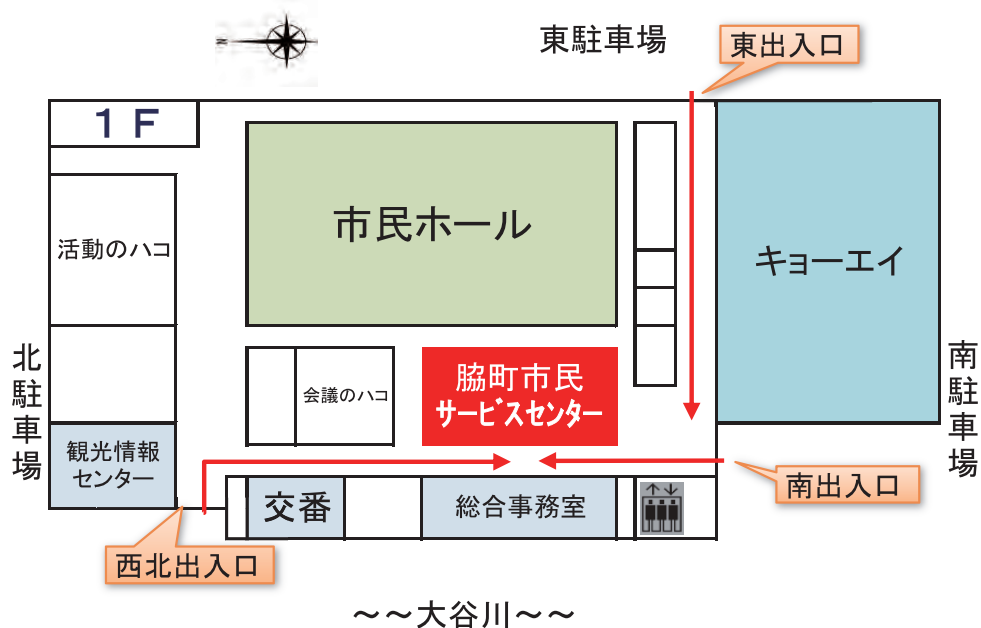 N
東駐車場
東出入口
1F
市民ホール
活動のハコ
キョーエイ
北駐車場
南駐車場
会議のハコ
脇町市民
サービスセンター
観光情報
センター
南出入口
交番
総合事務室
西北出入口
～～大谷川～～